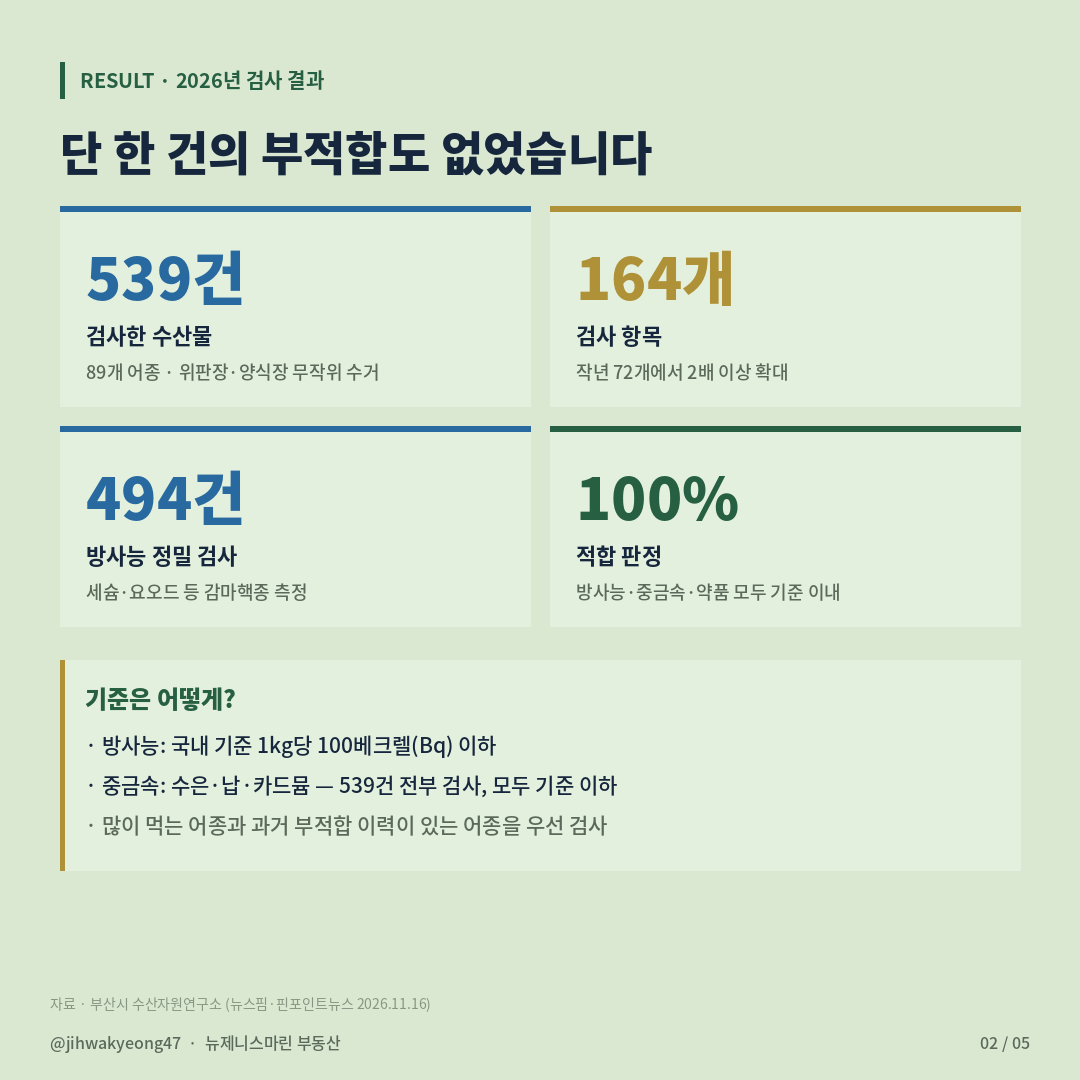 RESULT · 2026년 검사 결과
단 한 건의 부적합도 없었습니다
539건
검사한 수산물
89개 어종 · 위판장·양식장 무작위 수거
164개
검사 항목
작년 72개에서 2배 이상 확대
494건
방사능 정밀 검사
세슘·요오드 등 감마핵종 측정
100%
적합 판정
방사능·중금속·약품 모두 기준 이내
기준은 어떻게?
· 방사능: 국내 기준 1kg당 100베크렐(Bq) 이하
· 중금속: 수은·납·카드뮴 — 539건 전부 검사, 모두 기준 이하
· 많이 먹는 어종과 과거 부적합 이력이 있는 어종을 우선 검사
자료 · 부산시 수산자원연구소 (뉴스핌·핀포인트뉴스 2026.11.16)
@jihwakyeong47 · 뉴제니스마린 부동산
02 / 05